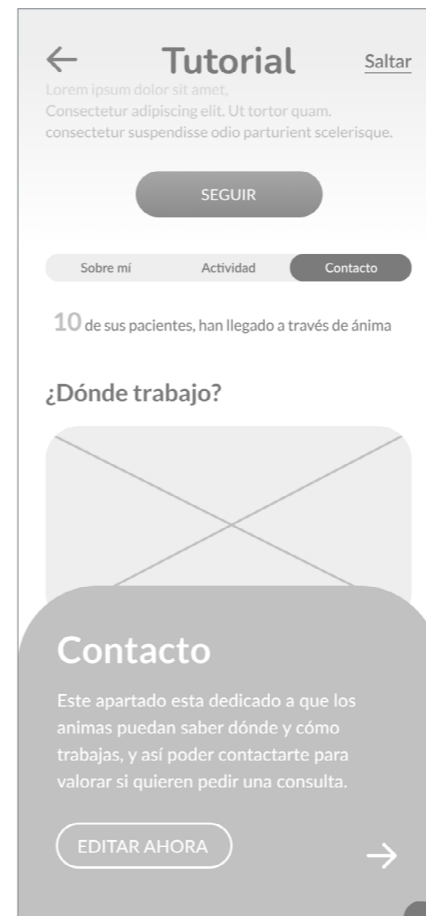 Tutorial
Saltar
Lorem ipsum dolor sit amet,
Consectetur adipiscing elit. Ut tortor quam.
consectetur suspendisse odio parturient scelerisque.
SEGUIR
Sobre mí
Actividad
Contacto
10 de sus pacientes, han llegado a través de ánima
¿Dónde trabajo?
Contacto
Este apartado esta dedicado a que los
animas puedan saber dónde y cómo
trabajas, y así poder contactarte para
valorar si quieren pedir una consulta.
EDITAR AHORA